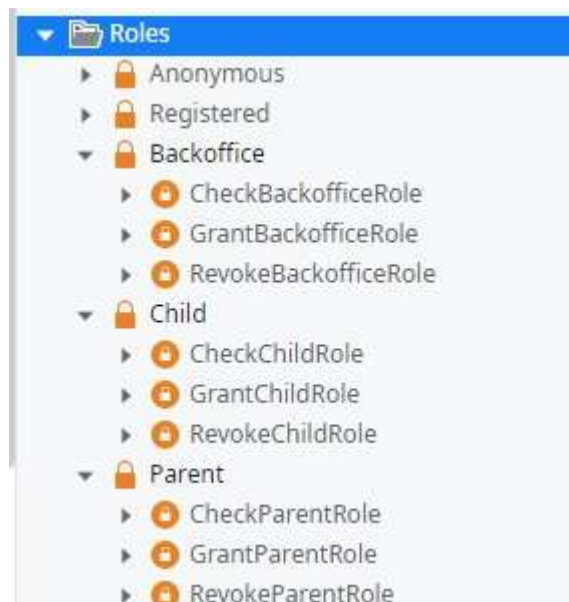 Roles
Anonymous
Registered
Backoffice
CheckBackofficeRole
GrantBackofficeRole
RevokeBackofficeRole
Child
CheckChildRole
GrantChildRole
RevokeChildRole
Parent
CheckParentRole
GrantParentRole
RevokeParentRole